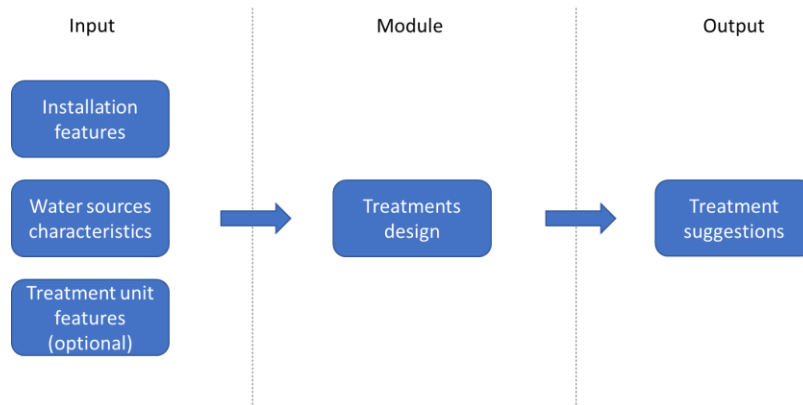 Input
Module
Output
Installation
features
Water sources
characteristics
Treatment unit
features
(optional)
Treatments
design
Treatment
suggestions